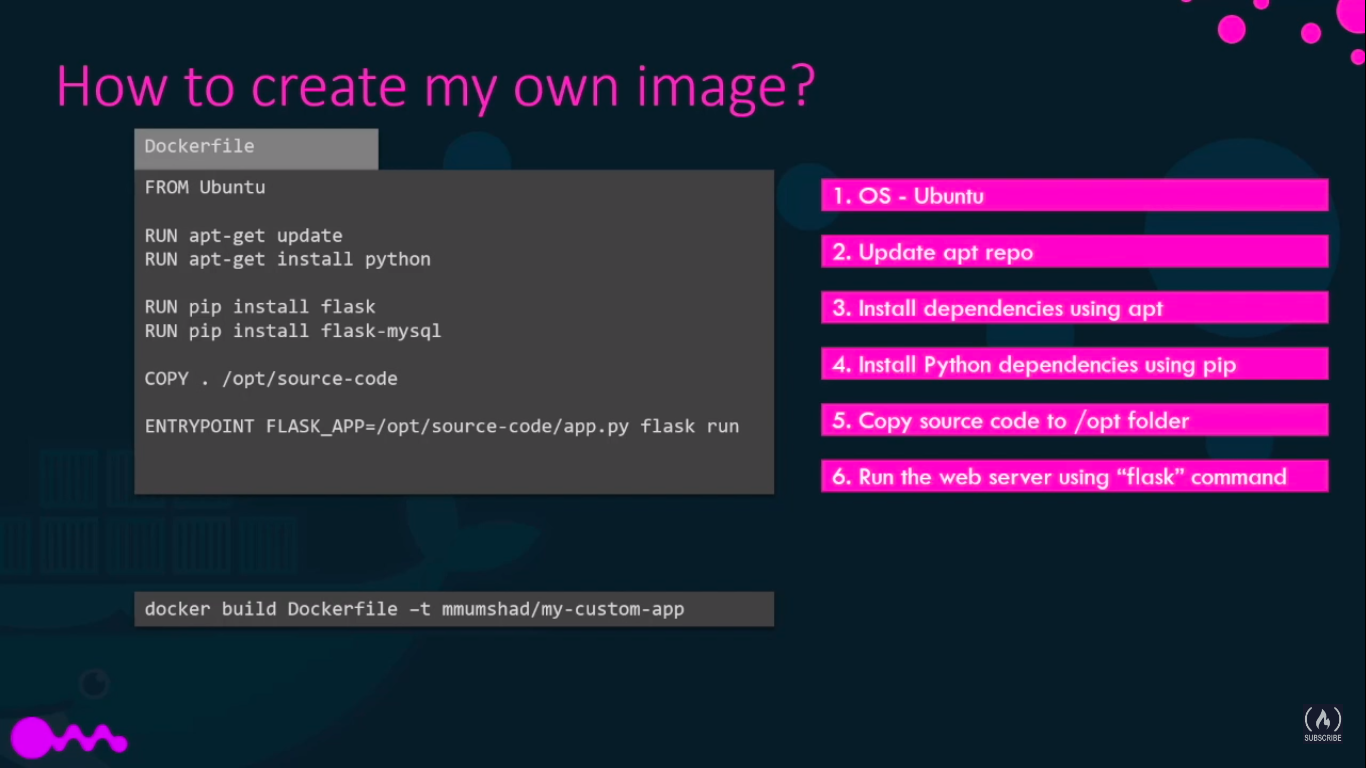 How to create my own image?
Dockerfile
FROM Ubuntu
RUN apt-get update
RUN apt-get install python
RUN pip install flask
RUN pip install flask-mysql
COPY . /opt/source-code
ENTRYPOINT FLASK_APP=/opt/source-code/app.py flask run
1. OS - Ubuntu
2. Update apt repo
3. Install dependencies using apt
4. Install Python dependencies using pip
5. Copy source code to /opt folder
6. Run the web server using “flask” command
docker build Dockerfile –t mmumshad/my-custom-app
SUBSCRIBE